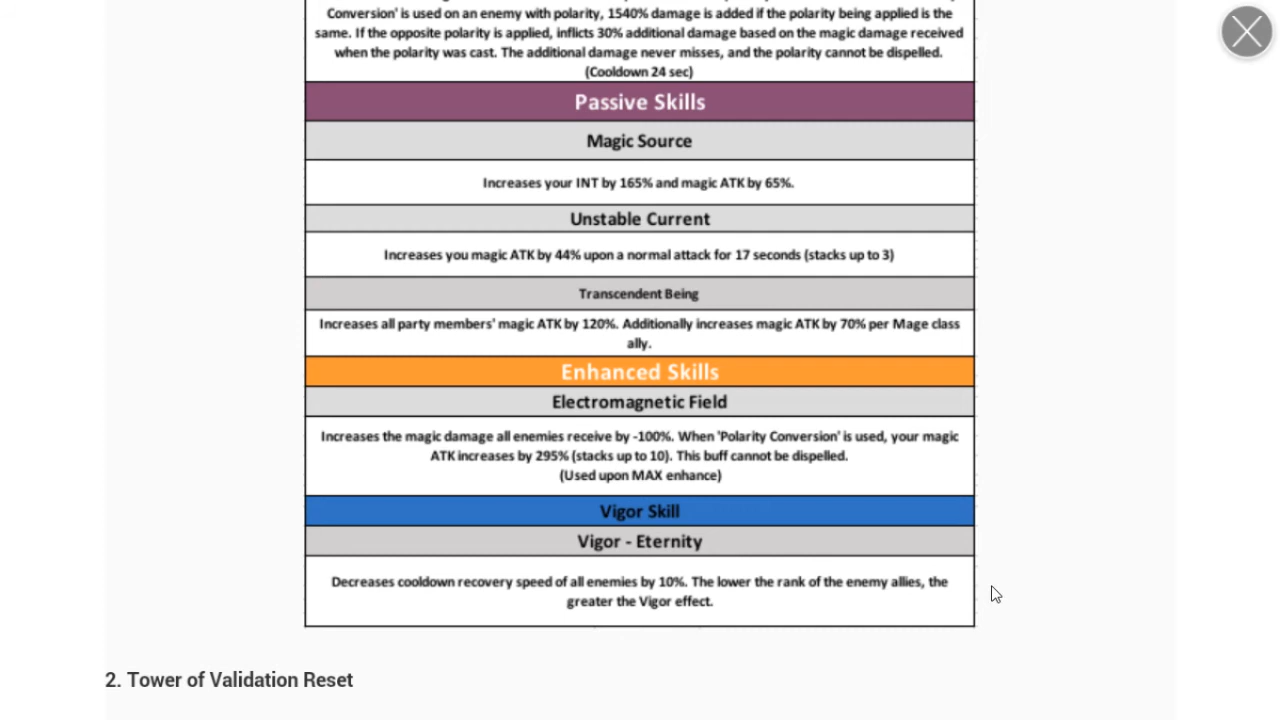 Conversion' is used on an enemy with polarity, 1540% damage is added if the polarity being applied is the
same. If the opposite polarity is applied, inflicts 30% additional damage based on the magic damage received
when the polarity was cast. The additional damage never misses, and the polarity cannot be dispelled.
(Cooldown 24 sec)
Passive Skills
Magic Source
Increases your INT by 165% and magic ATK by 65%.
Unstable Current
Increases you magic ATK by 44% upon a normal attack for 17 seconds (stacks up to 3)
Transcendent Being
Increases all party members' magic ATK by 120%. Additionally increases magic ATK by 70% per Mage class
ally.
Enhanced Skills
Electromagnetic Field
Increases the magic damage all enemies receive by -100%. When 'Polarity Conversion' is used, your magic
ATK increases by 295% (stacks up to 10). This buff cannot be dispelled.
(Used upon MAX enhance)
Vigor Skill
Vigor - Eternity
Decreases cooldown recovery speed of all enemies by 10%. The lower the rank of the enemy allies, the
greater the Vigor effect.
2. Tower of Validation Reset